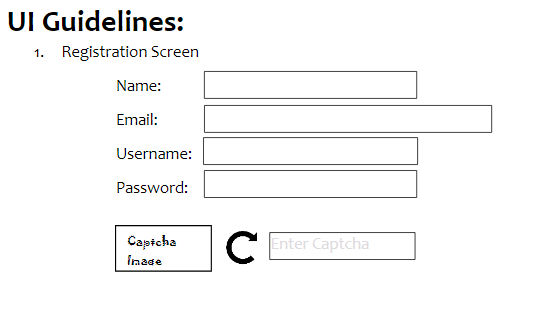 UI Guidelines:
1. Registration Screen
Name:
Email:
Username:
Password:
Captcha
Image
Enter Captcha